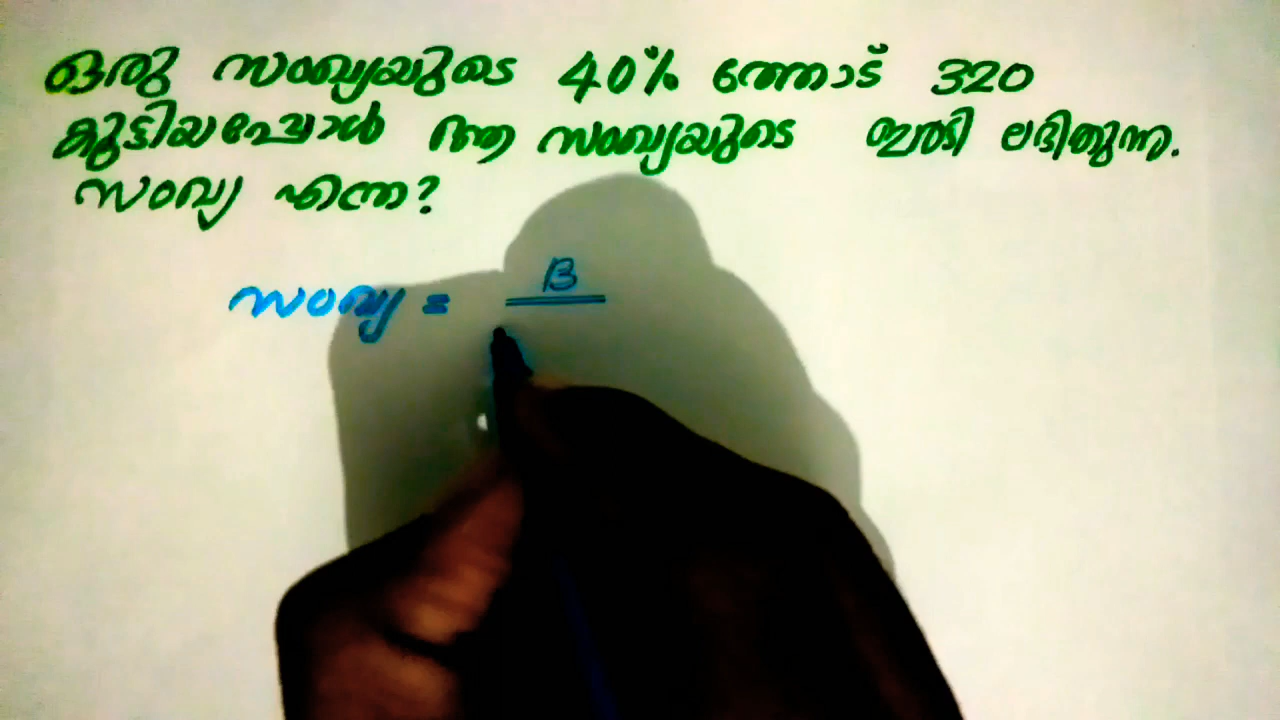 ഒരു സംഖ്യയുടെ 40% ത്തോട് 320
കൂട്ടിയപ്പോൾ ആ സംഖ്യയുടെ ഇരട്ടി ലഭിക്കുന്നു.
സംഖ്യ എന്ത?
സംഖ്യ = B